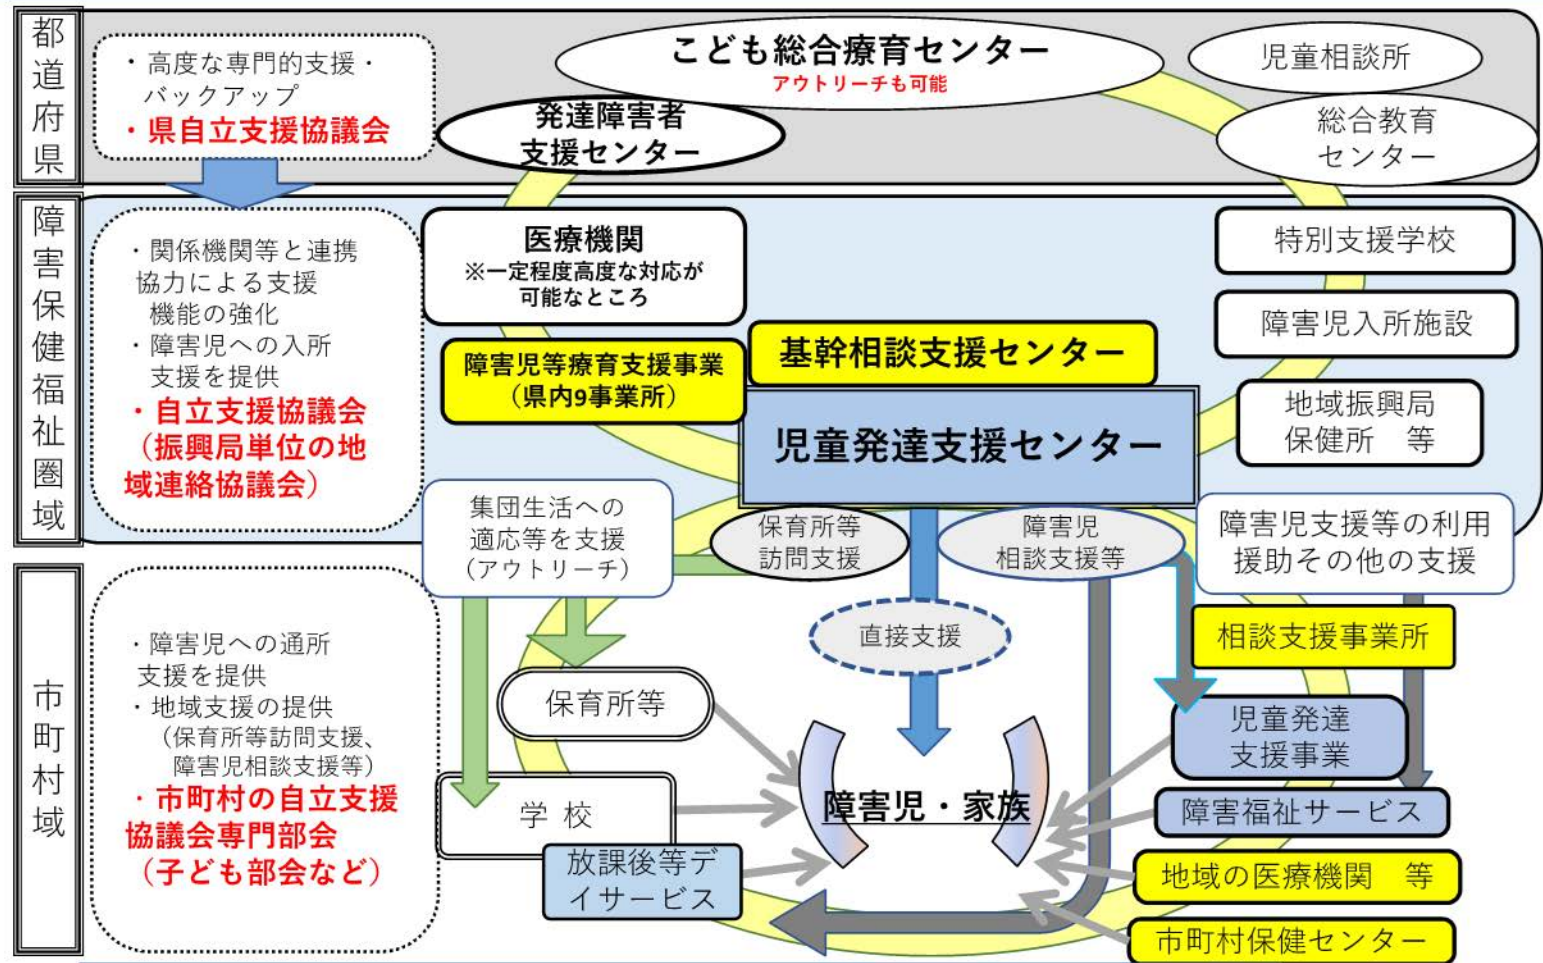 都道府県
・高度な専門的支援・
バックアップ
・県自立支援協議会
こども総合療育センター
アウトリーチも可能
発達障害者
支援センター
児童相談所
総合教育
センター
障害保健福祉圏域
・関係機関等と連携
協力による支援
機能の強化
・障害児への入所
支援を提供
・自立支援協議会
（振興局単位の地
域連絡協議会）
医療機関
※一定程度高度な対応が
可能なところ
障害児等療育支援事業
（県内9事業所）
基幹相談支援センター
児童発達支援センター
特別支援学校
障害児入所施設
地域振興局
保健所　等
集団生活への
適応等を支援
（アウトリーチ）
保育所等
訪問支援
障害児
相談支援等
障害児支援等の利用
援助その他の支援
市町村域
・障害児への通所
支援を提供
・地域支援の提供
（保育所等訪問支援、
障害児相談支援等）
・市町村の自立支援
協議会専門部会
（子ども部会など）
直接支援
相談支援事業所
保育所等
学校
放課後等デ
イサービス
障害児・家族
児童発達
支援事業
障害福祉サービス
地域の医療機関　等
市町村保健センター